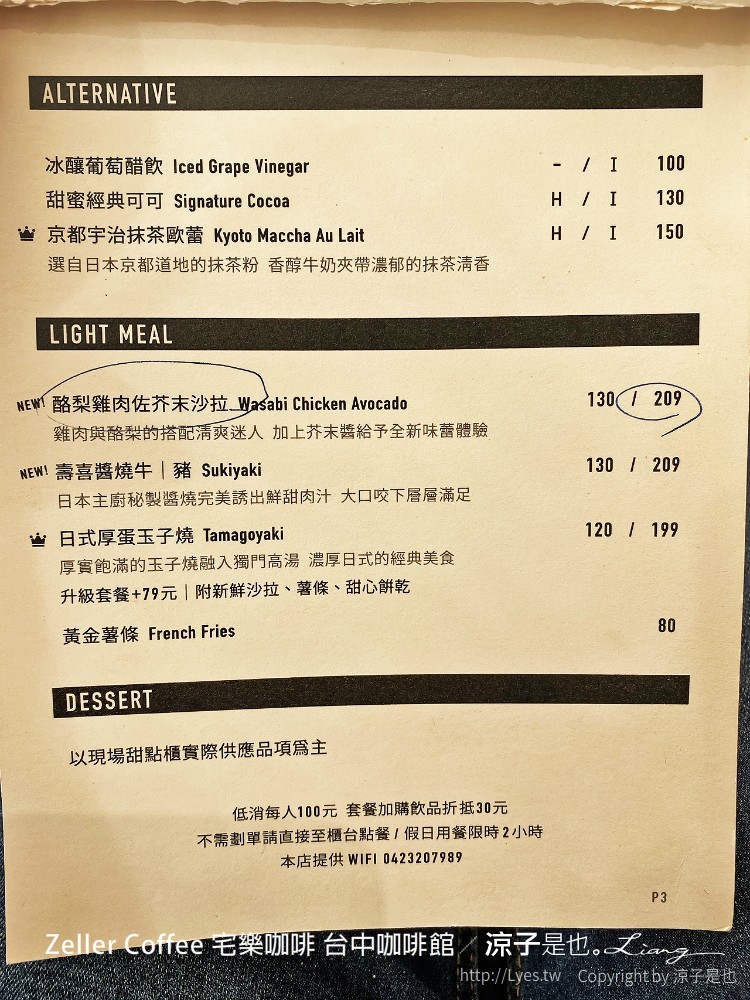 ALTERNATIVE
冰釀葡萄醋飲 Iced Grape Vinegar - / I 100
甜蜜經典可可 Signature Cocoa H / I 130
京都宇治抹茶歐蕾 Kyoto Maccha Au Lait H / I 150
選自日本京都道地的抹茶粉 香醇牛奶夾帶濃郁的抹茶清香
LIGHT MEAL
NEW! 酪梨雞肉佐芥末沙拉 Wasabi Chicken Avocado 130 / 209
雞肉與酪梨的搭配清爽迷人 加上芥末醬給予全新味蕾體驗
NEW! 壽喜醬燒牛｜豬 Sukiyaki 130 / 209
日本主廚秘製醬燒完美誘出鮮甜肉汁 大口咬下層層滿足
日式厚蛋玉子燒 Tamagoyaki 120 / 199
厚實飽滿的玉子燒融入獨門高湯 濃厚日式的經典美食
升級套餐+79元｜附新鮮沙拉、薯條、甜心餅乾
黃金薯條 French Fries 80
DESSERT
以現場甜點櫃實際供應品項爲主
低消每人100元 套餐加購飲品折抵30元
不需劃單請直接至櫃台點餐 / 假日用餐限時2小時
本店提供 WIFI 0423207989
P3
Zeller Coffee 宅樂咖啡 台中咖啡館／涼子是也。Liang
http://Lyes.tw Copyright by 涼子是也